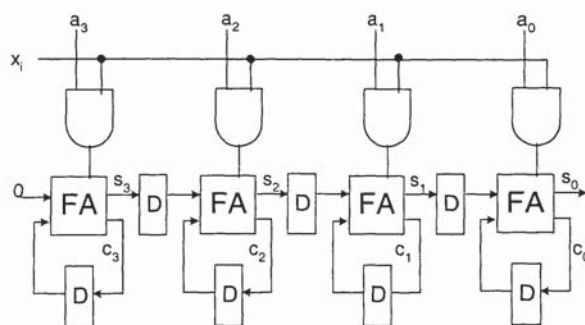 a3 a2 a1 a0
xi
0 FA s3 D FA s2 D FA s1 D FA s0
c3 c2 c1 c0
D D D D